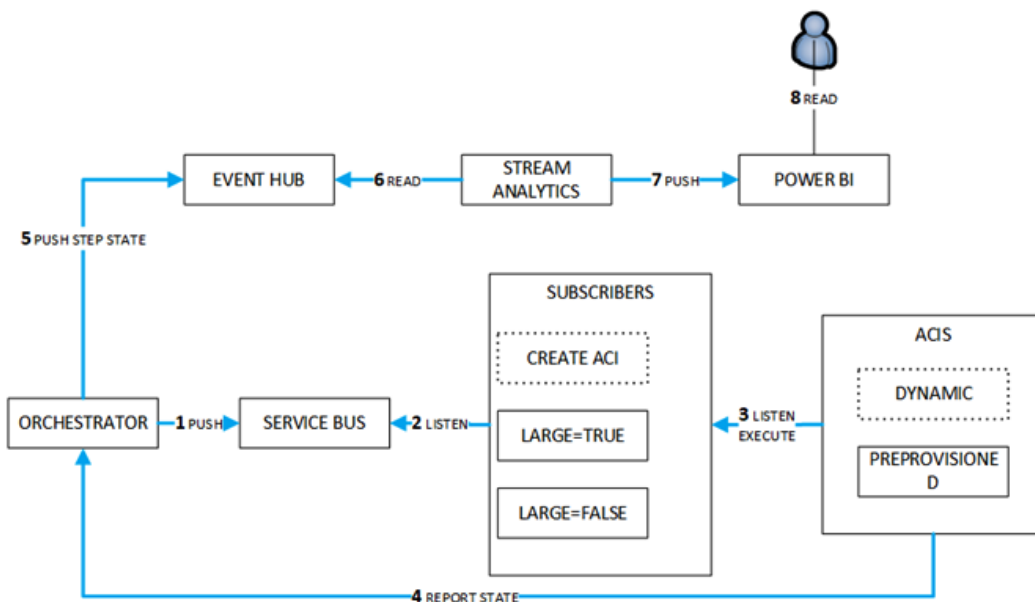 8 READ
EVENT HUB
6 READ
STREAM
ANALYTICS
7 PUSH
POWER BI
5 PUSH STEP STATE
SUBSCRIBERS
CREATE ACI
LARGE=TRUE
LARGE=FALSE
ACIS
DYNAMIC
PREPROVISIONE
D
ORCHESTRATOR
1 PUSH
SERVICE BUS
2 LISTEN
3 LISTEN
EXECUTE
4 REPORT STATE